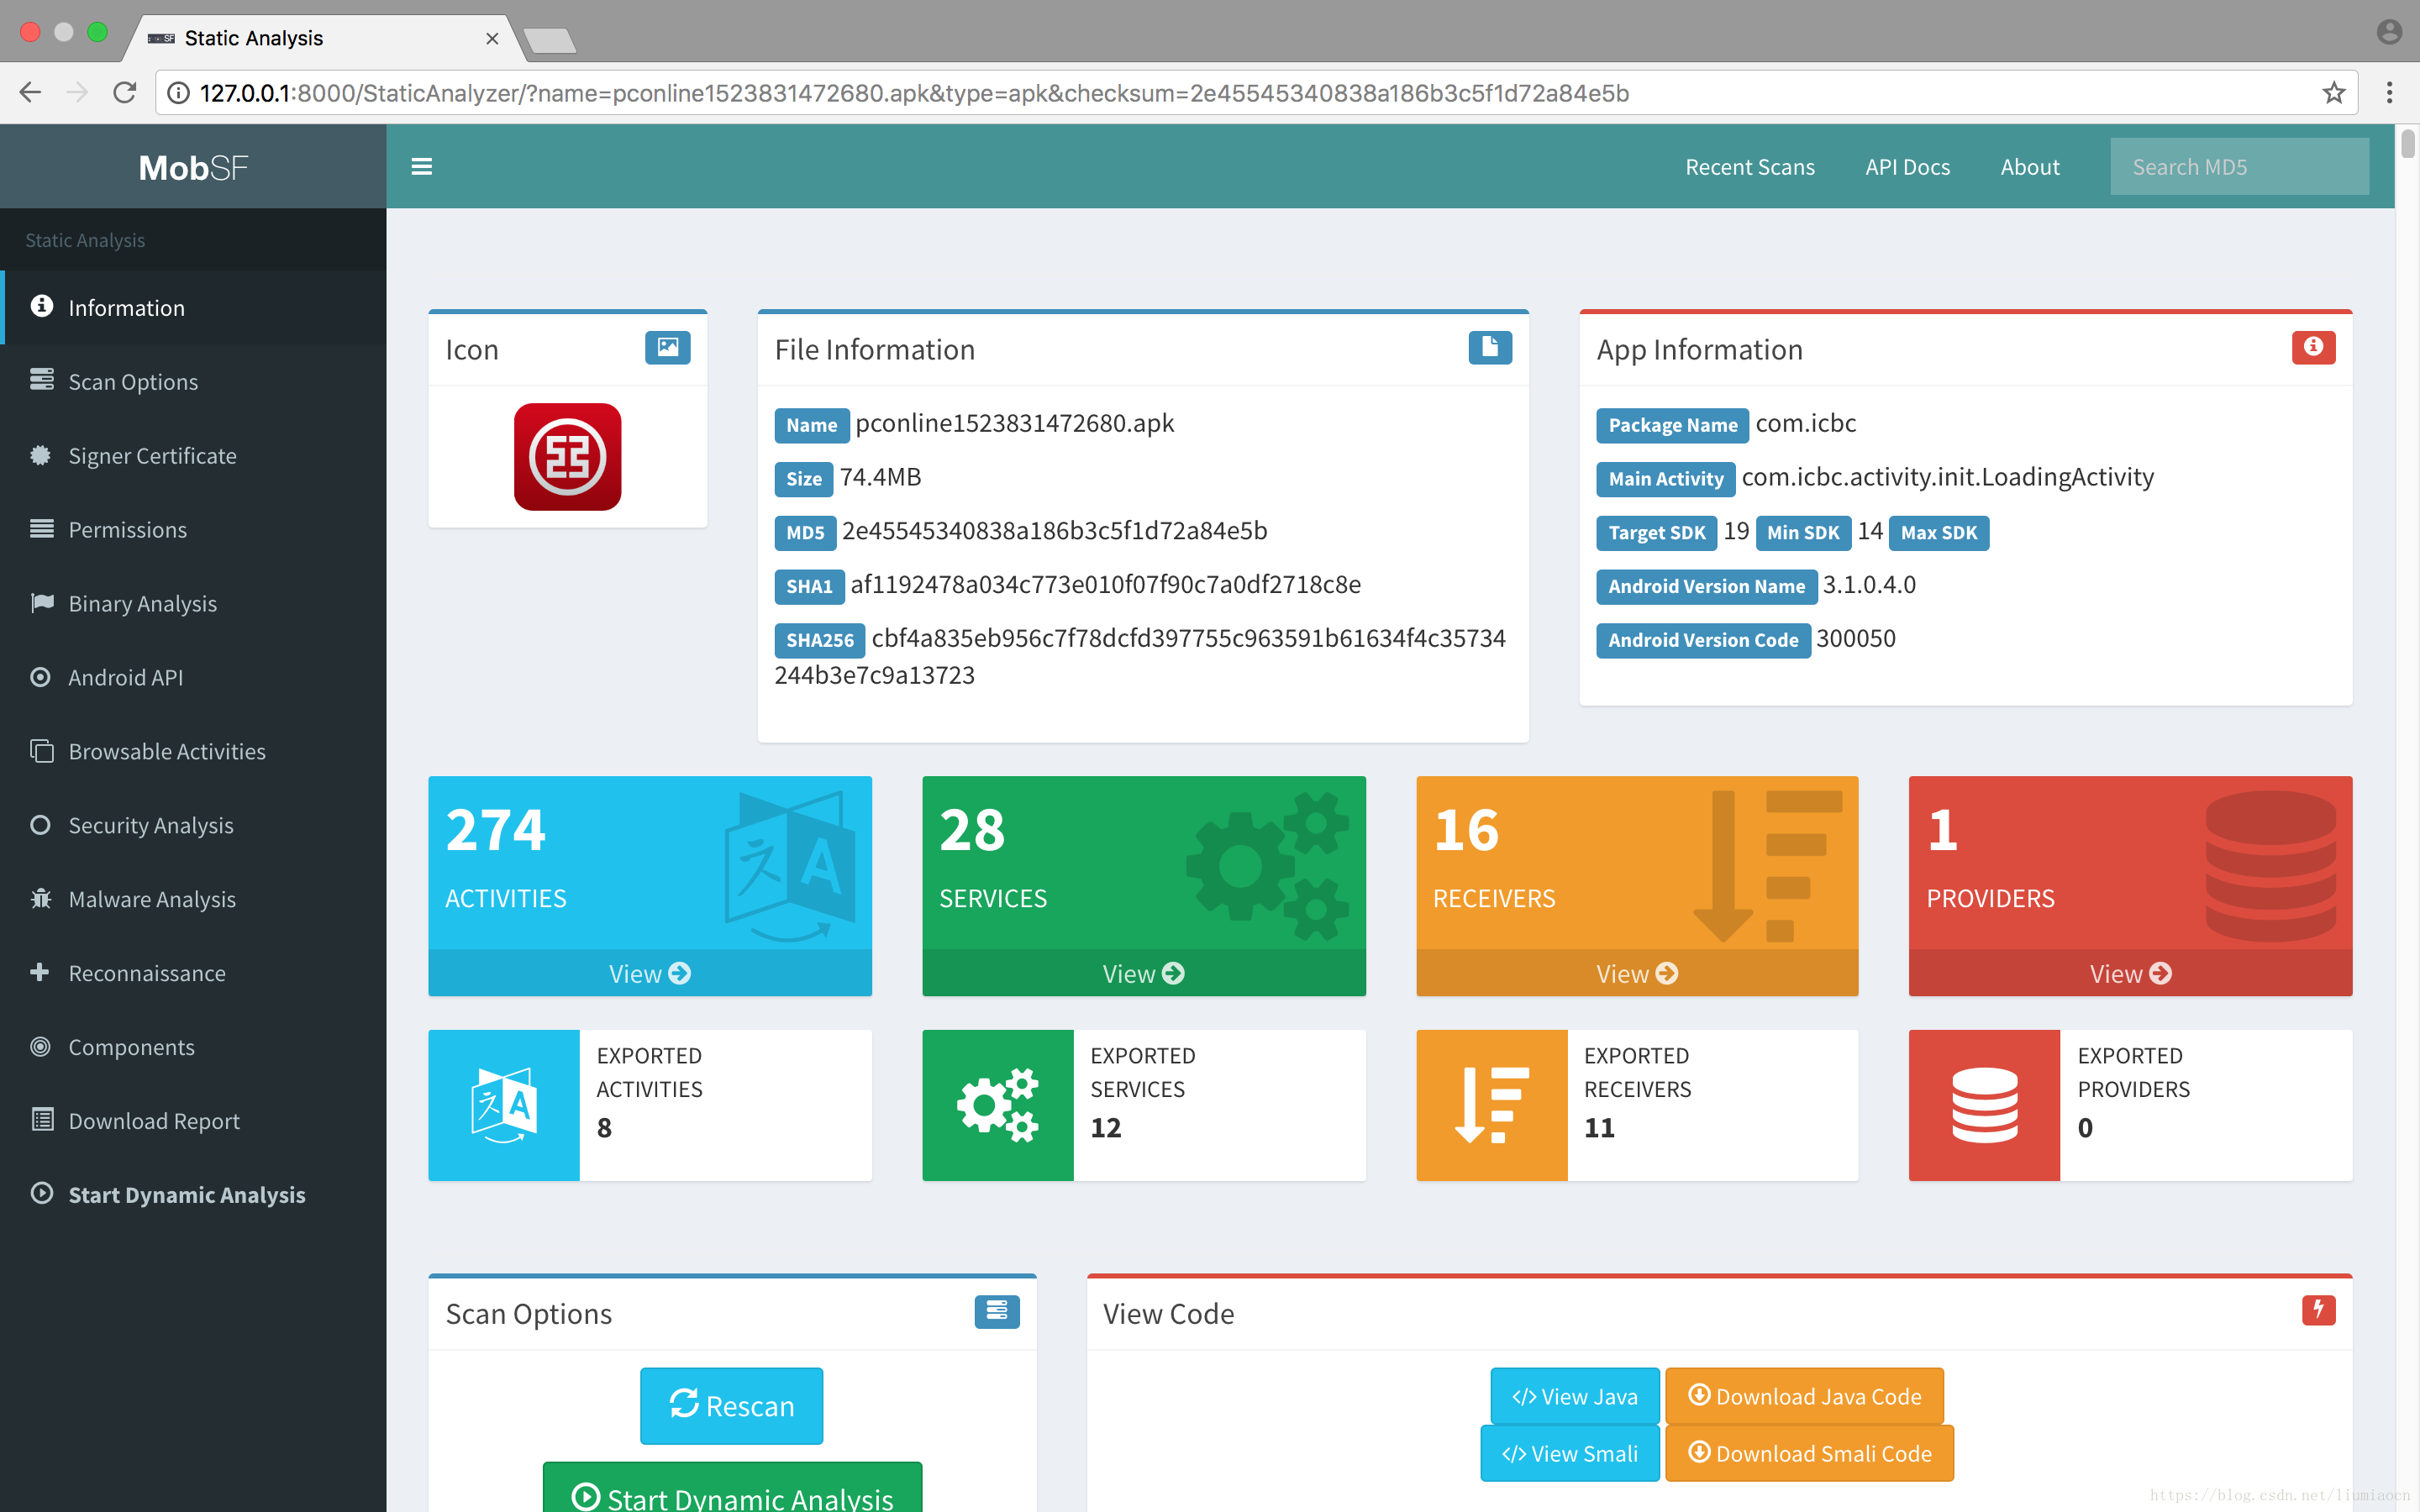 Static Analysis
127.0.0.1:8000/StaticAnalyzer/?name=pconline1523831472680.apk&type=apk&checksum=2e45545340838a186b3c5f1d72a84e5b
MobSF
Recent Scans
API Docs
About
Search MD5
Static Analysis
Information
Scan Options
Signer Certificate
Permissions
Binary Analysis
Android API
Browsable Activities
Security Analysis
Malware Analysis
Reconnaissance
Components
Download Report
Start Dynamic Analysis
Icon
File Information
Name pconline1523831472680.apk
Size 74.4MB
MD5 2e45545340838a186b3c5f1d72a84e5b
SHA1 af1192478a034c773e010f07f90c7a0df2718c8e
SHA256 cbf4a835eb956c7f78dcfd397755c963591b61634f4c35734
244b3e7c9a13723
App Information
Package Name com.icbc
Main Activity com.icbc.activity.init.LoadingActivity
Target SDK 19 Min SDK 14 Max SDK
Android Version Name 3.1.0.4.0
Android Version Code 300050
274
ACTIVITIES
View
28
SERVICES
View
16
RECEIVERS
View
1
PROVIDERS
View
EXPORTED
ACTIVITIES
8
EXPORTED
SERVICES
12
EXPORTED
RECEIVERS
11
EXPORTED
PROVIDERS
0
Scan Options
Rescan
Start Dynamic Analysis
View Code
</> View Java
Download Java Code
</> View Smali
Download Smali Code
https://blog.csdn.net/liumiaocn